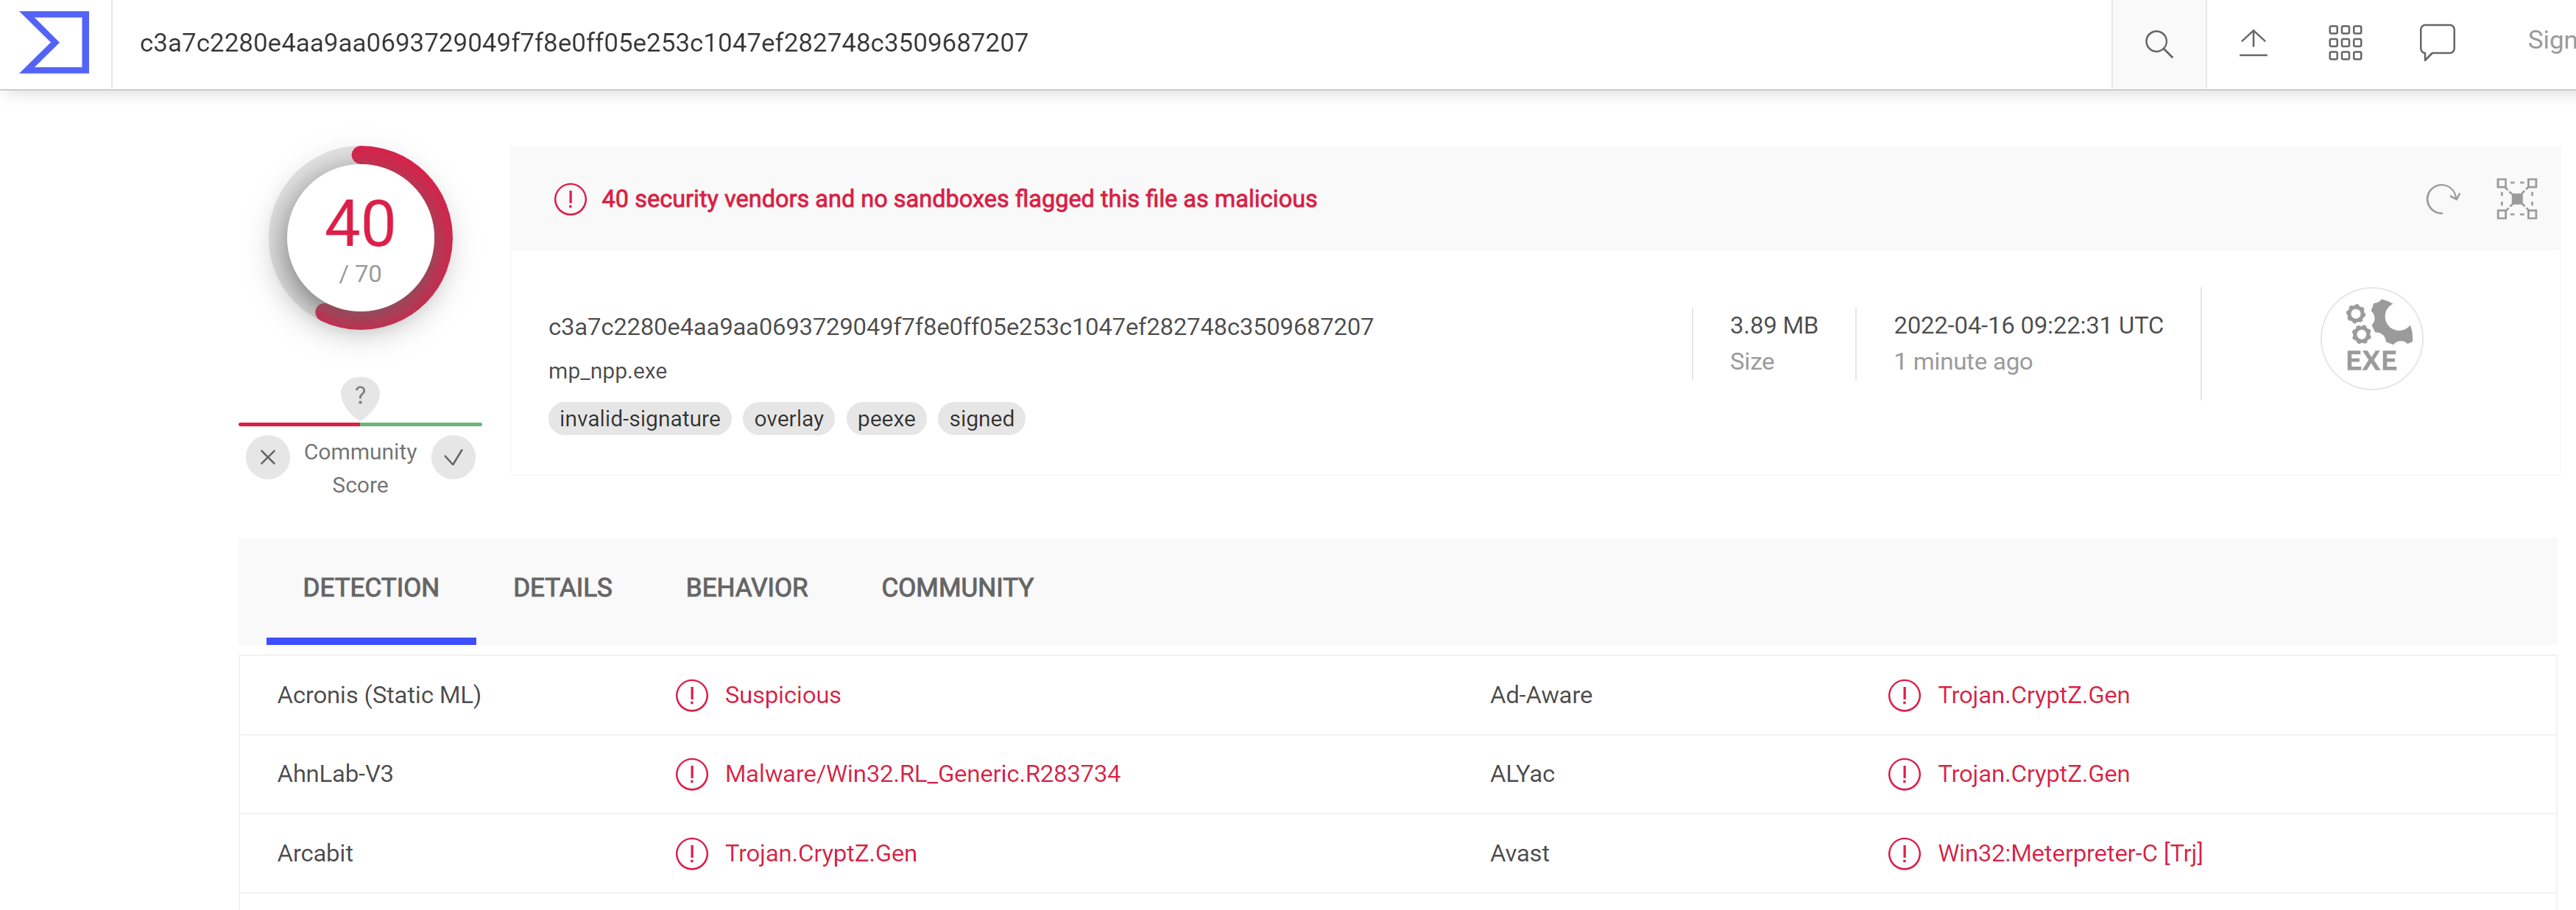 c3a7c2280e4aa9aa0693729049f7f8e0ff05e253c1047ef282748c3509687207
Sign
40
/ 70
40 security vendors and no sandboxes flagged this file as malicious
c3a7c2280e4aa9aa0693729049f7f8e0ff05e253c1047ef282748c3509687207
mp_npp.exe
invalid-signature overlay peexe signed
3.89 MB
Size
2022-04-16 09:22:31 UTC
1 minute ago
EXE
?
Community
Score
DETECTION DETAILS BEHAVIOR COMMUNITY
Acronis (Static ML) Suspicious Ad-Aware Trojan.CryptZ.Gen
AhnLab-V3 Malware/Win32.RL_Generic.R283734 ALYac Trojan.CryptZ.Gen
Arcabit Trojan.CryptZ.Gen Avast Win32:Meterpreter-C [Trj]